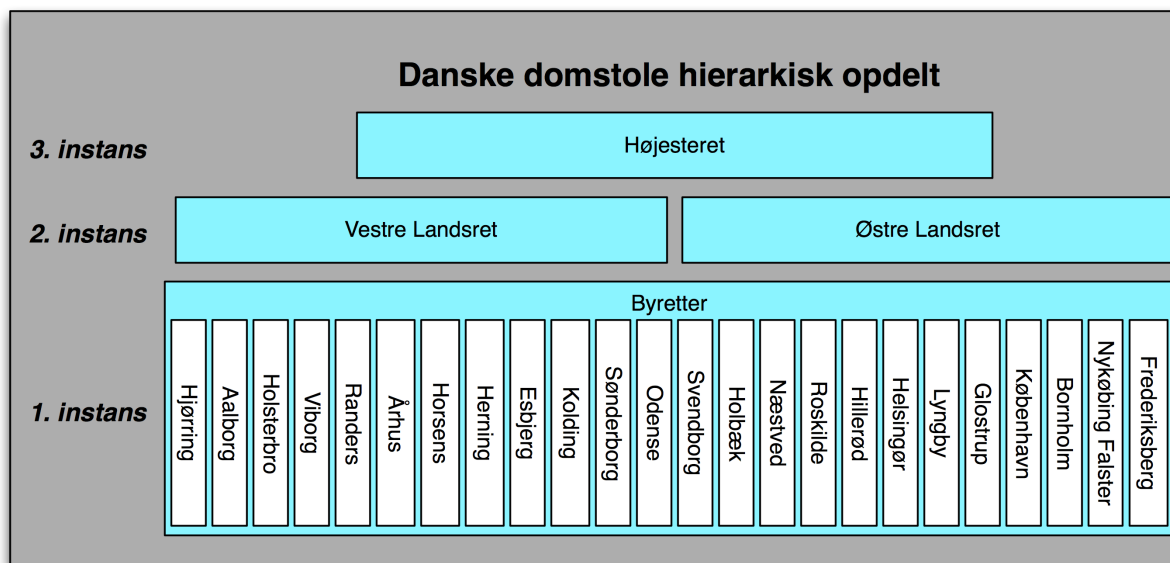 Danske domstole hierarkisk opdelt
3. instans
Højesteret
2. instans
Vestre Landsret
Østre Landsret
Byretter
1. instans
Hjørring
Aalborg
Holsterbro
Viborg
Randers
Århus
Horsens
Herning
Esbjerg
Kolding
Sønderborg
Odense
Svendborg
Holbæk
Næstved
Roskilde
Hillerød
Helsingør
Lyngby
Glostrup
København
Bornholm
Nykøbing Falster
Frederiksberg